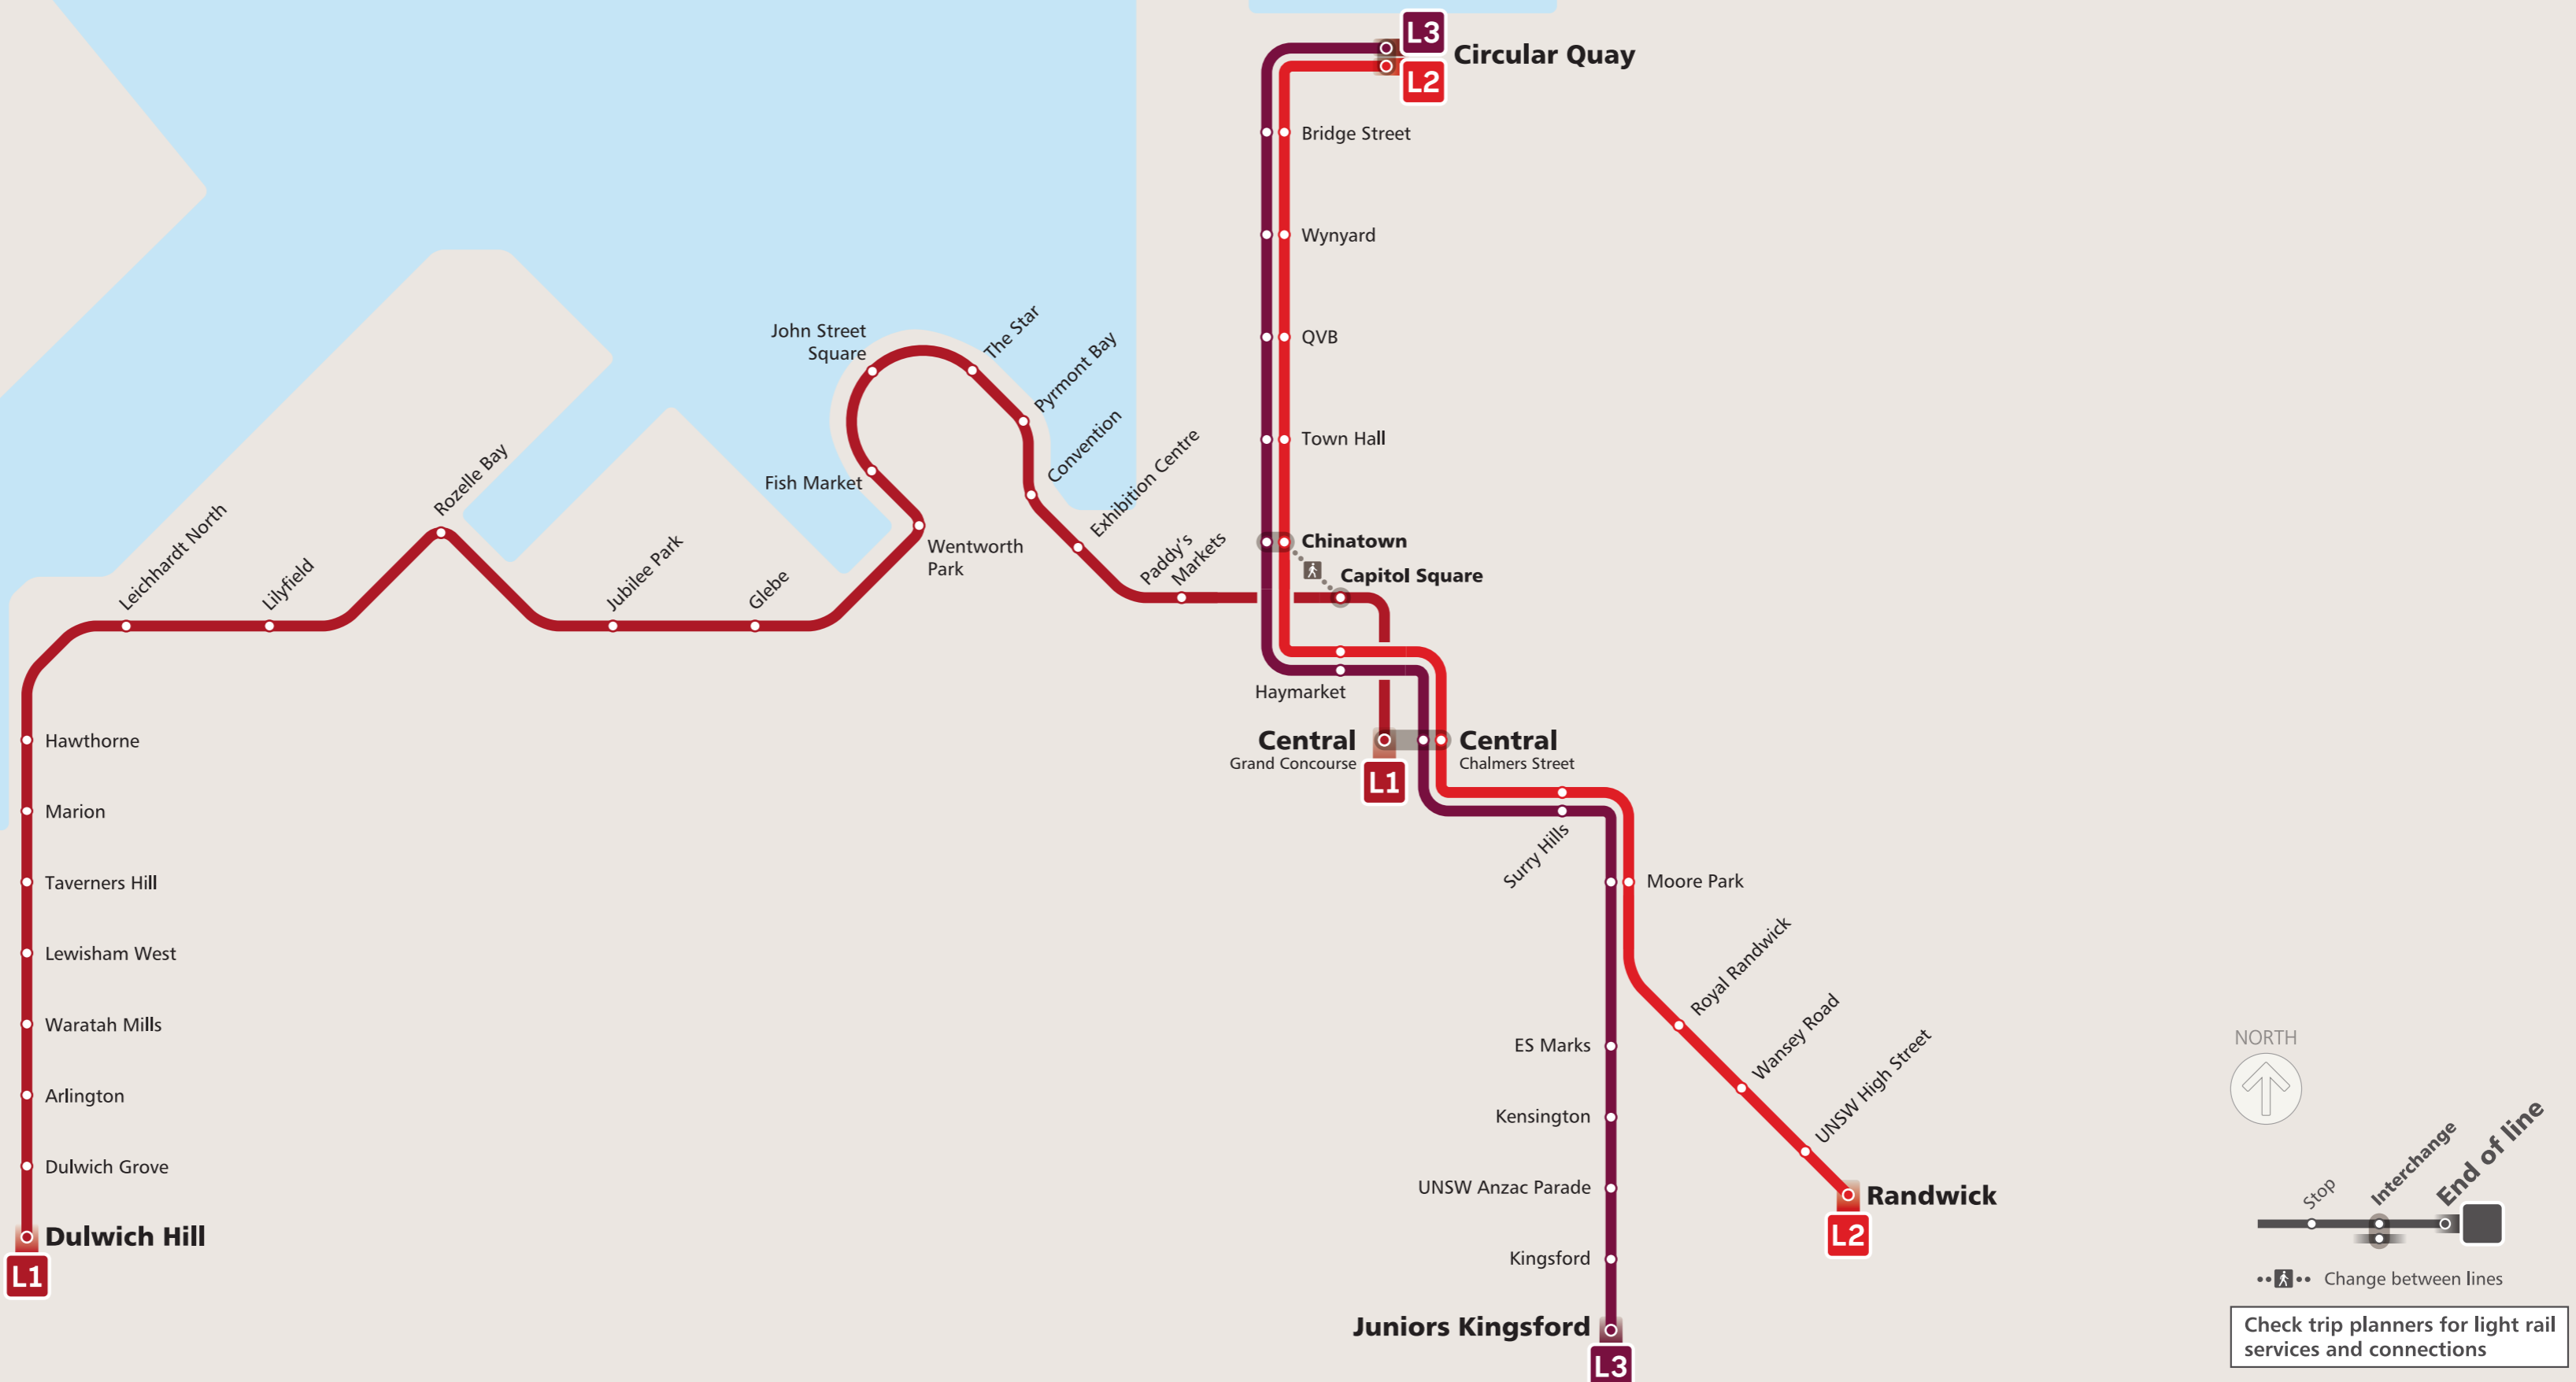 L3
Circular Quay
L2
Bridge Street
Wynyard
QVB
Town Hall
Chinatown
Capitol Square
Haymarket
Central
Grand Concourse
L1
Central
Chalmers Street
Surry Hills
Moore Park
Royal Randwick
Wansey Road
UNSW High Street
Randwick
L2
ES Marks
Kensington
UNSW Anzac Parade
Kingsford
Juniors Kingsford
L3
Paddy's
Markets
Exhibition Centre
Convention
Pyrmont Bay
The Star
John Street
Square
Fish Market
Wentworth
Park
Glebe
Jubilee Park
Rozelle Bay
Lilyfield
Leichhardt North
Hawthorne
Marion
Taverners Hill
Lewisham West
Waratah Mills
Arlington
Dulwich Grove
Dulwich Hill
L1
NORTH
Stop
Interchange
End of line
Change between lines
Check trip planners for light rail
services and connections